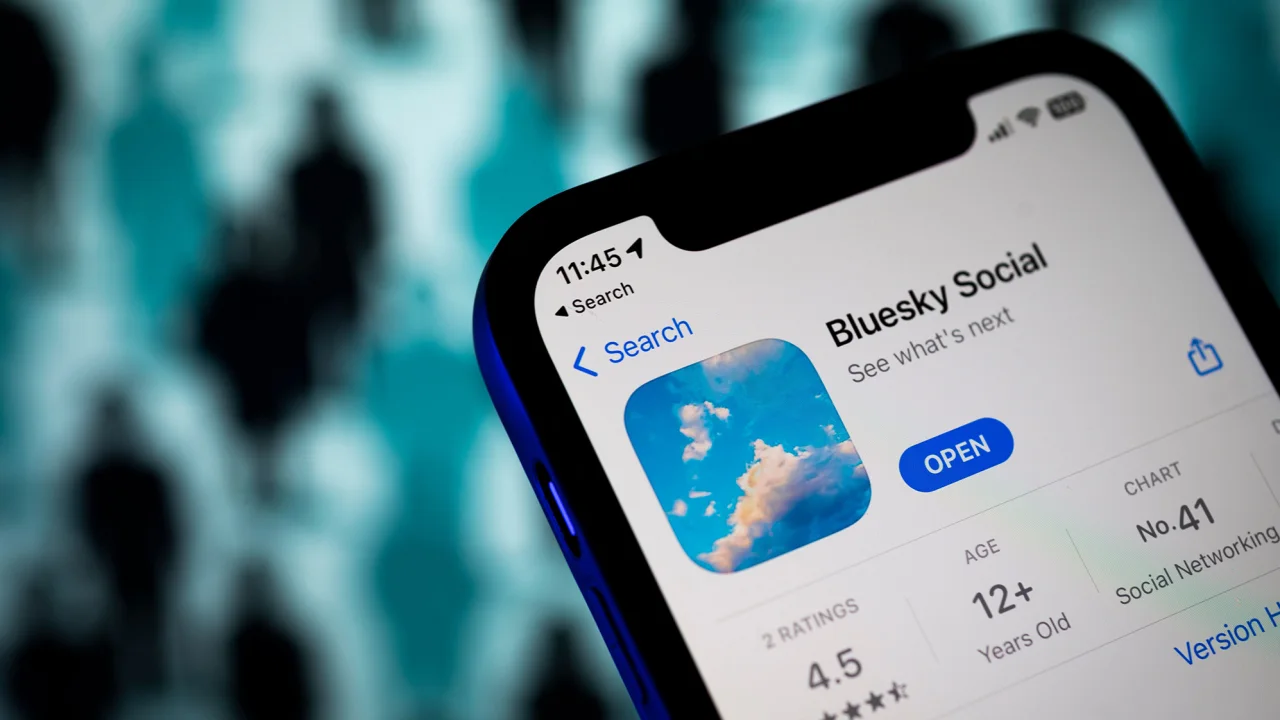 11:45
Search
Search
Bluesky Social
See what's next
OPEN
2 RATINGS
4.5
AGE
12+
Years Old
CHART
No.41
Social Networking
Version